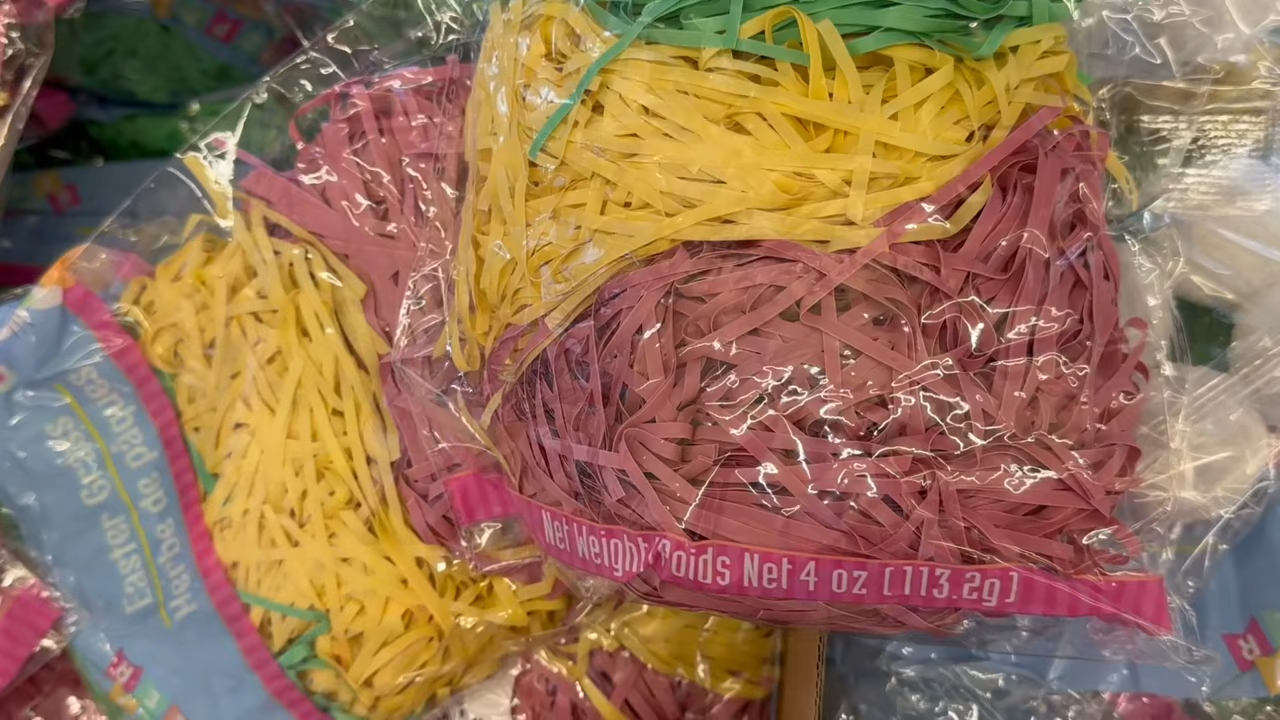 Easter Grass
Herbe de pâques
Net Weight/Poids Net 4 oz (113.2g)